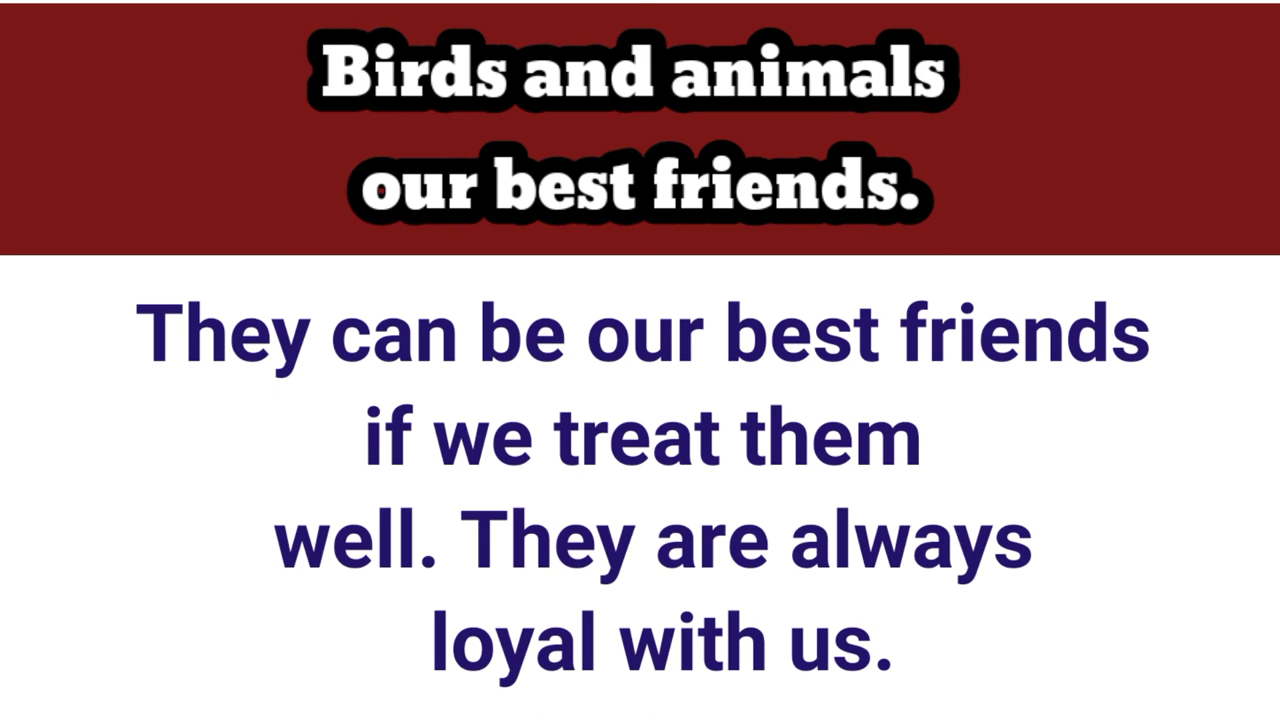 Birds and animals
our best friends.
They can be our best friends
if we treat them
well. They are always
loyal with us.